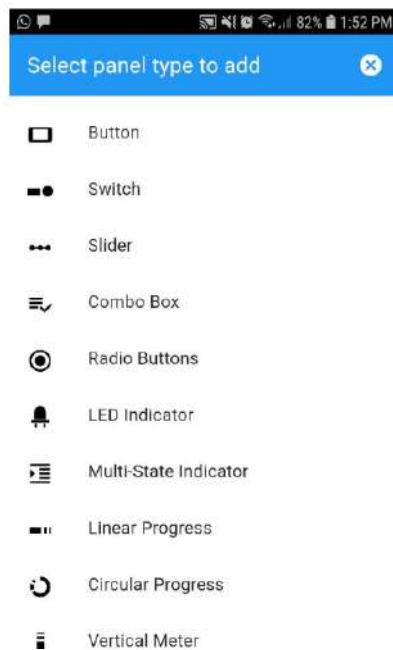 82% 1:52 PM
Select panel type to add
Button
Switch
Slider
Combo Box
Radio Buttons
LED Indicator
Multi-State Indicator
Linear Progress
Circular Progress
Vertical Meter